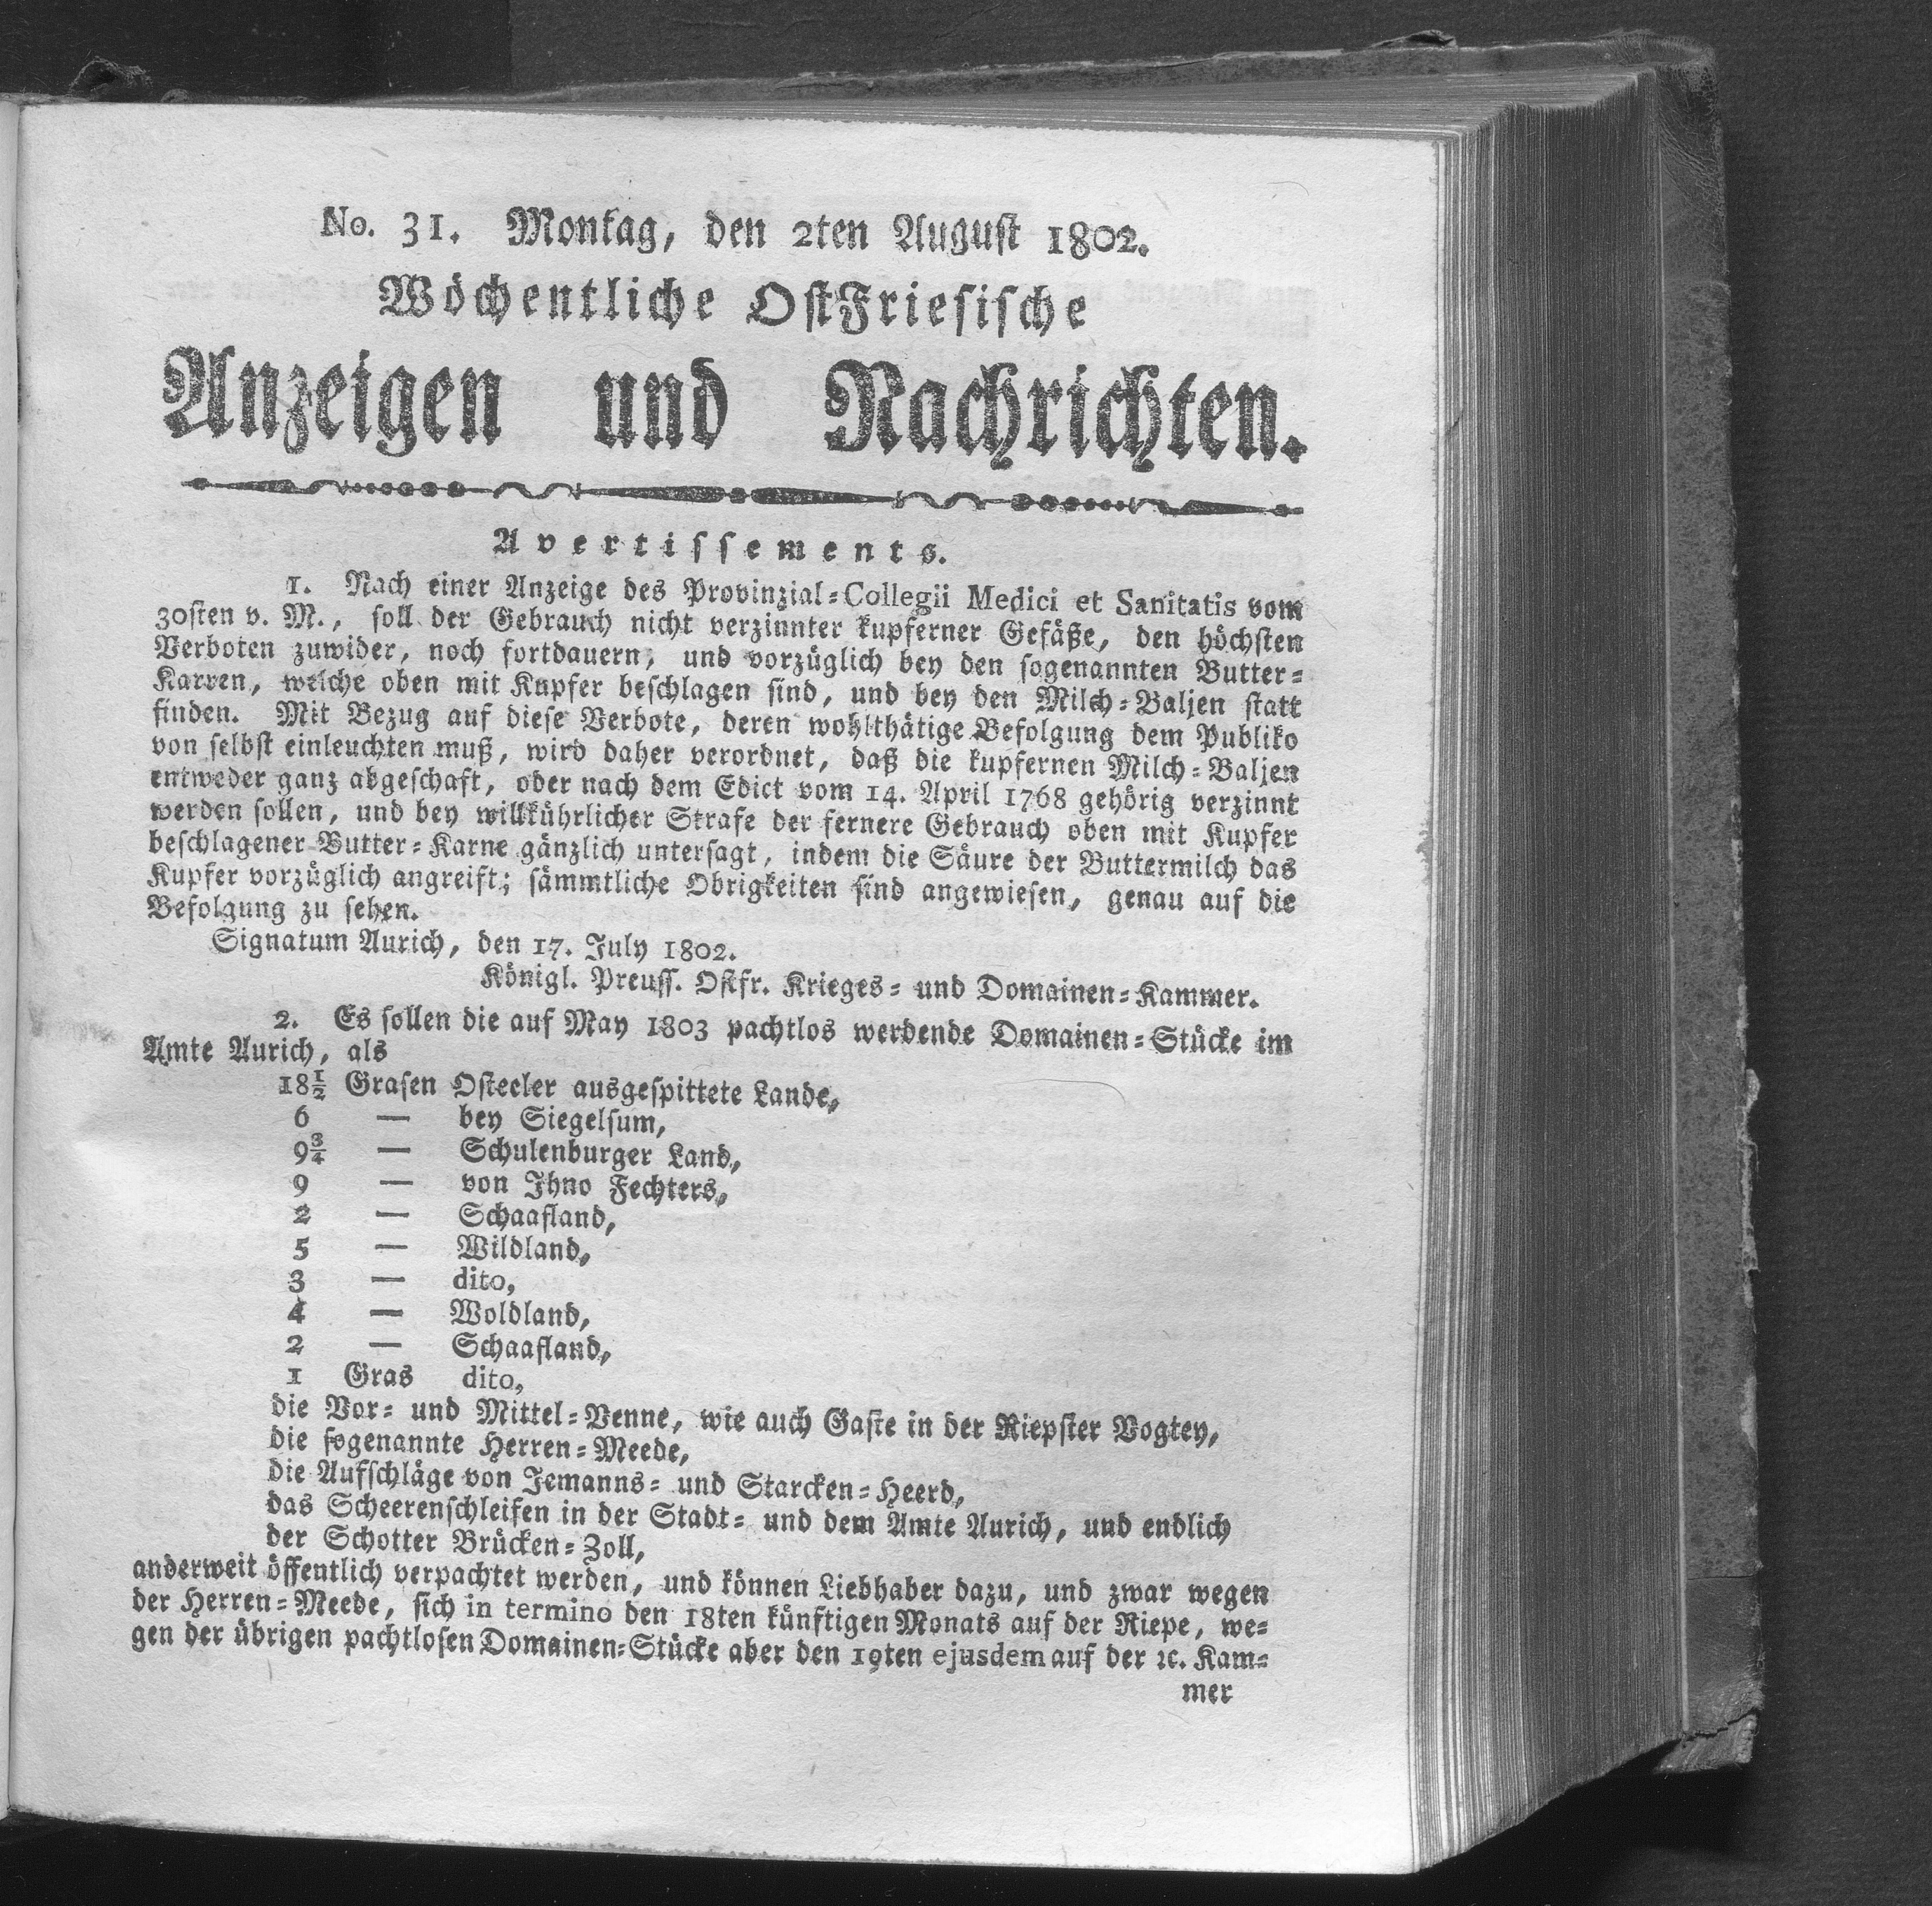 No. 31. Montag, den 2ten August 1802.
Wöchentliche OstFriesische
Anzeigen und Nachrichten.
Avertissements.
1. Nach einer Anzeige des Provinzial-Collegii Medici et Sanitatis vom
30sten v. M., soll der Gebrauch nicht verzinnter kupferner Gefäße, den höchsten
Verboten zuwider, noch fortdauern, und vorzüglich bey den sogenannten Butter-
Karren, welche oben mit Kupfer beschlagen sind, und bey den Milch-Baljen statt
finden. Mit Bezug auf diese Verbote, deren wohlthätige Befolgung dem Publiko
von selbst einleuchten muß, wird daher verordnet, daß die kupfernen Milch-Baljen
entweder ganz abgeschaft, oder nach dem Edict vom 14. April 1768 gehörig verzinnt
werden sollen, und bey willkührlicher Strafe der fernere Gebrauch oben mit Kupfer
beschlagener Butter-Karne gänzlich untersagt, indem die Säure der Buttermilch das
Kupfer vorzüglich angreift; sämmtliche Obrigkeiten sind angewiesen, genau auf die
Befolgung zu sehen.
Signatum Aurich, den 17. July 1802.
Königl. Preuss. Ostfr. Krieges- und Domainen-Kammer.
2. Es sollen die auf May 1803 pachtlos werdende Domainen-Stücke im
Amte Aurich, als
18½ Grasen Osteeler ausgespittete Lande,
6 — bey Siegelsum,
9¾ — Schulenburger Land,
9 — von Ihno Fechters,
2 — Schaafland,
5 — Wildland,
3 — dito,
4 — Woldland,
2 — Schaafland,
1 Gras dito,
die Vor- und Mittel-Venne, wie auch Gaste in der Riepster Vogtey,
die sogenannte Herren-Meede,
die Aufschläge von Jemanns- und Starcken-Heerd,
das Scheerenschleifen in der Stadt- und dem Amte Aurich, und endlich
der Schotter Brücken-Zoll,
anderweit öffentlich verpachtet werden, und können Liebhaber dazu, und zwar wegen
der Herren-Meede, sich in termino den 18ten künftigen Monats auf der Riepe, we-
gen der übrigen pachtlosen Domainen-Stücke aber den 19ten ejusdem auf der ꝛc. Kam-
mer